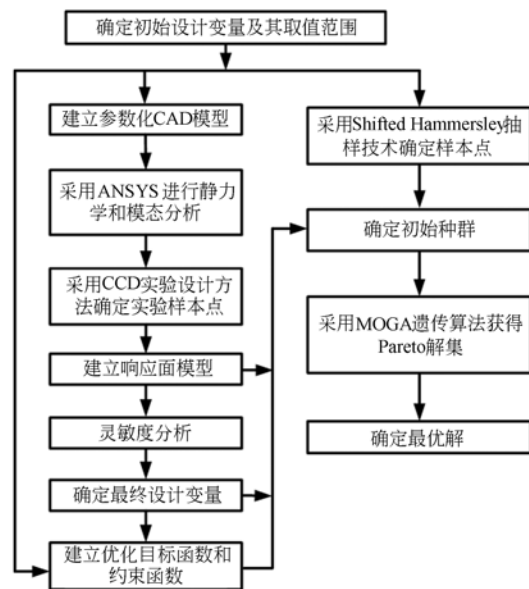 确定初始设计变量及其取值范围
建立参数化CAD模型
采用ANSYS进行静力
学和模态分析
采用CCD实验设计方
法确定实验样本点
建立响应面模型
灵敏度分析
确定最终设计变量
建立优化目标函数和
约束函数
采用Shifted Hammersley抽
样技术确定样本点
确定初始种群
采用MOGA遗传算法获得
Pareto解集
确定最优解